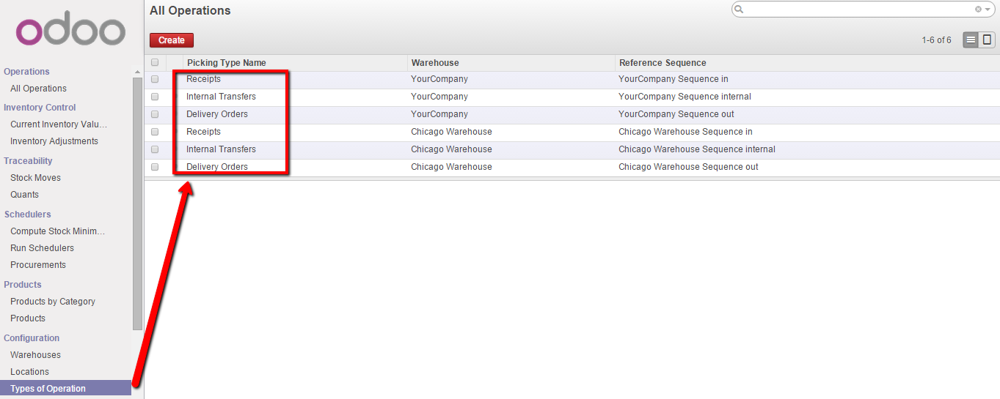 odoo
Operations
All Operations
Inventory Control
Current Inventory Valu...
Inventory Adjustments
Traceability
Stock Moves
Quants
Schedulers
Compute Stock Minim...
Run Schedulers
Procurements
Products
Products by Category
Products
Configuration
Warehouses
Locations
Types of Operation
All Operations
Create
1-6 of 6
Picking Type Name Warehouse Reference Sequence
Receipts YourCompany YourCompany Sequence in
Internal Transfers YourCompany YourCompany Sequence internal
Delivery Orders YourCompany YourCompany Sequence out
Receipts Chicago Warehouse Chicago Warehouse Sequence in
Internal Transfers Chicago Warehouse Chicago Warehouse Sequence internal
Delivery Orders Chicago Warehouse Chicago Warehouse Sequence out